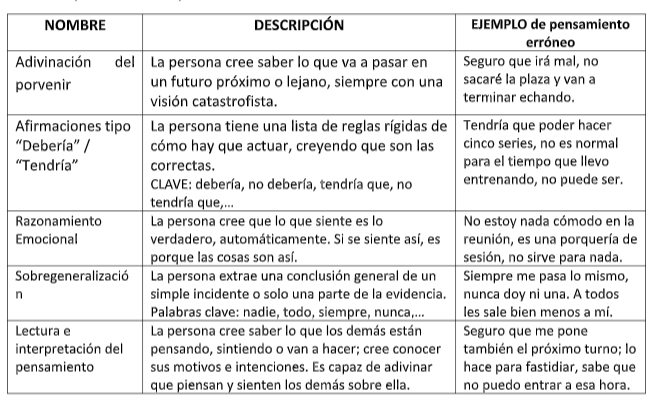 NOMBRE
DESCRIPCIÓN
EJEMPLO de pensamiento
erróneo
Adivinación del
porvenir
La persona cree saber lo que va a pasar en
un futuro próximo o lejano, siempre con una
visión catastrofista.
Seguro que irá mal, no
sacaré la plaza y van a
terminar echando.
Afirmaciones tipo
“Debería” /
“Tendría”
La persona tiene una lista de reglas rígidas de
cómo hay que actuar, creyendo que son las
correctas.
CLAVE: debería, no debería, tendría que, no
tendría que,...
Tendría que poder hacer
cinco series, no es normal
para el tiempo que llevo
entrenando, no puede ser.
Razonamiento
Emocional
La persona cree que lo que siente es lo
verdadero, automáticamente. Si se siente así, es
porque las cosas son así.
No estoy nada cómodo en la
reunión, es una porquería de
sesión, no sirve para nada.
Sobregeneralizació
n
La persona extrae una conclusión general de un
simple incidente o solo una parte de la evidencia.
Palabras clave: nadie, todo, siempre, nunca,...
Siempre me pasa lo mismo,
nunca doy ni una. A todos
les sale bien menos a mí.
Lectura e
interpretación del
pensamiento
La persona cree saber lo que los demás están
pensando, sintiendo o van a hacer; cree conocer
sus motivos e intenciones. Es capaz de adivinar
que piensan y sienten los demás sobre ella.
Seguro que me pone
también el próximo turno; lo
hace para fastidiar, sabe que
no puedo entrar a esa hora.